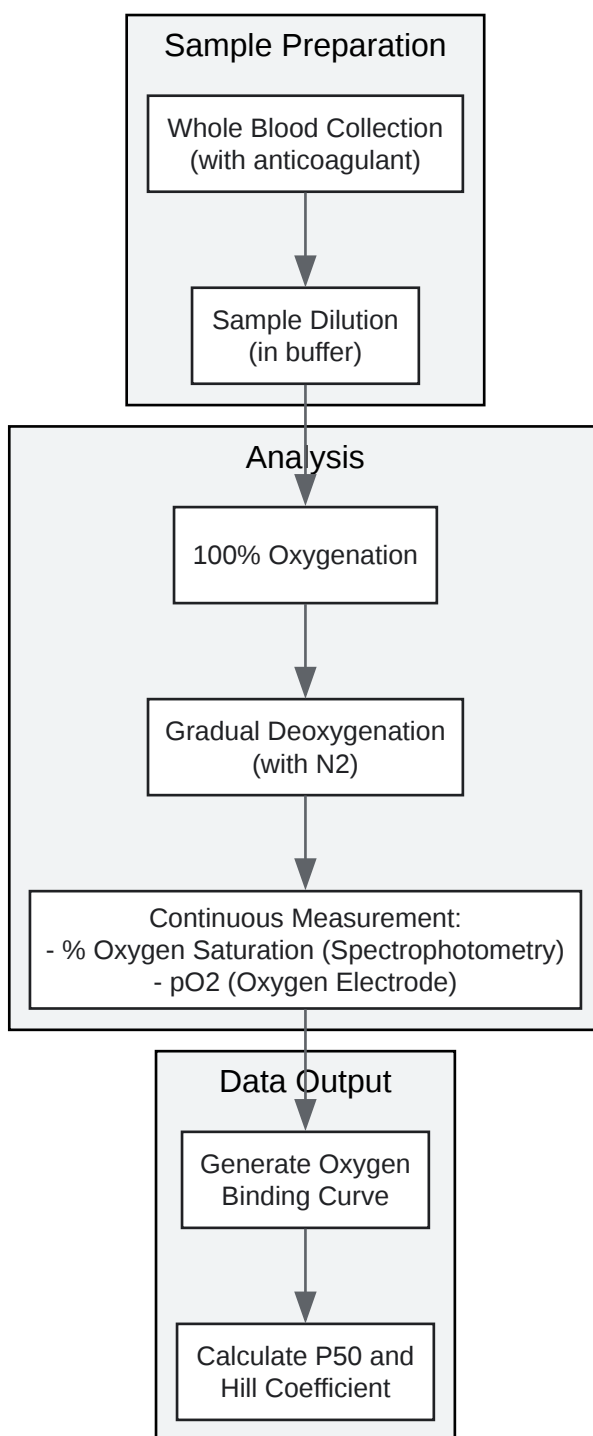 Sample Preparation
Whole Blood Collection
(with anticoagulant)
Sample Dilution
(in buffer)
Analysis
100% Oxygenation
Gradual Deoxygenation
(with N2)
Continuous Measurement:
- % Oxygen Saturation (Spectrophotometry)
- pO2 (Oxygen Electrode)
Data Output
Generate Oxygen
Binding Curve
Calculate P50 and
Hill Coefficient